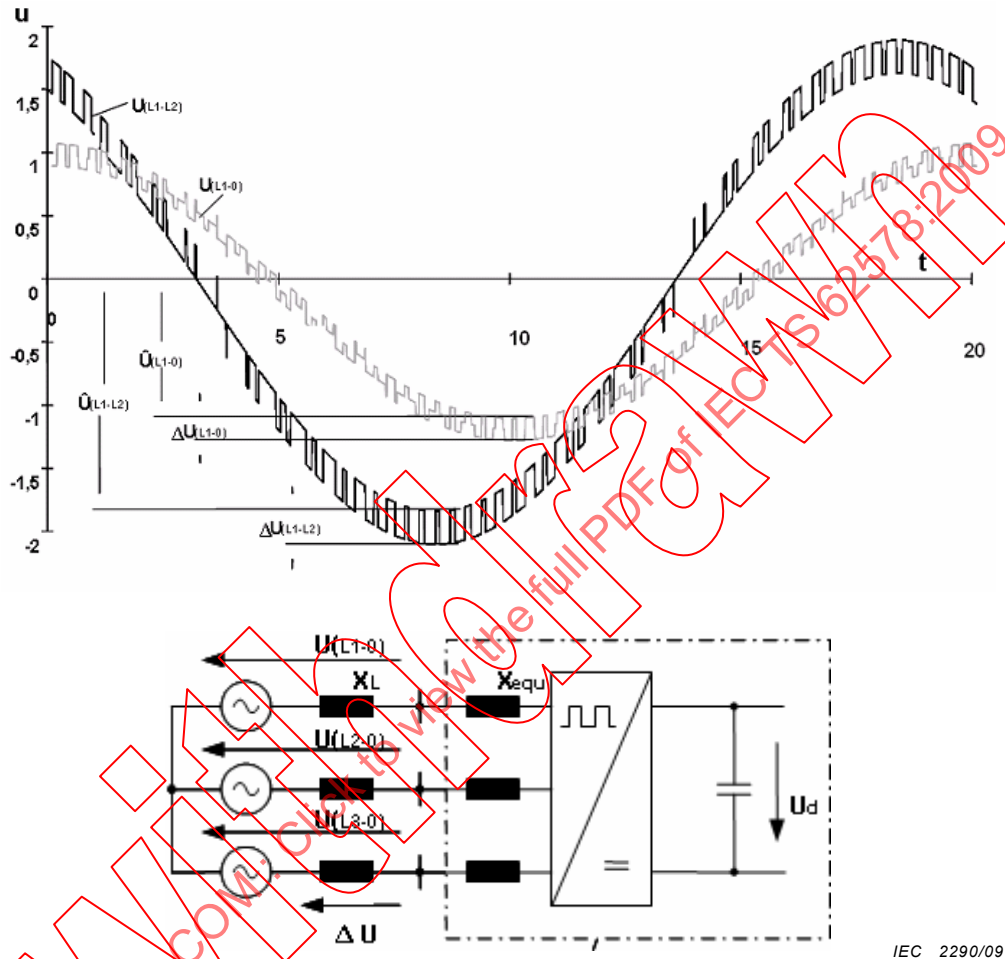 u
2
1,5
1
0,5
0
-0,5
-1
-1,5
-2
U(L1-L2)
U(L1-0)
t
0
5
10
15
20
Û(L1-0)
Û(L1-L2)
ΔU(L1-0)
ΔU(L1-L2)
U(L1-0)
XL
Xequ
U(L2-0)
U(L3-0)
Ud
ΔU
IEC 2290/09
withdrawn
.COM: Click to view the full PDF of IEC TS 62578:2009